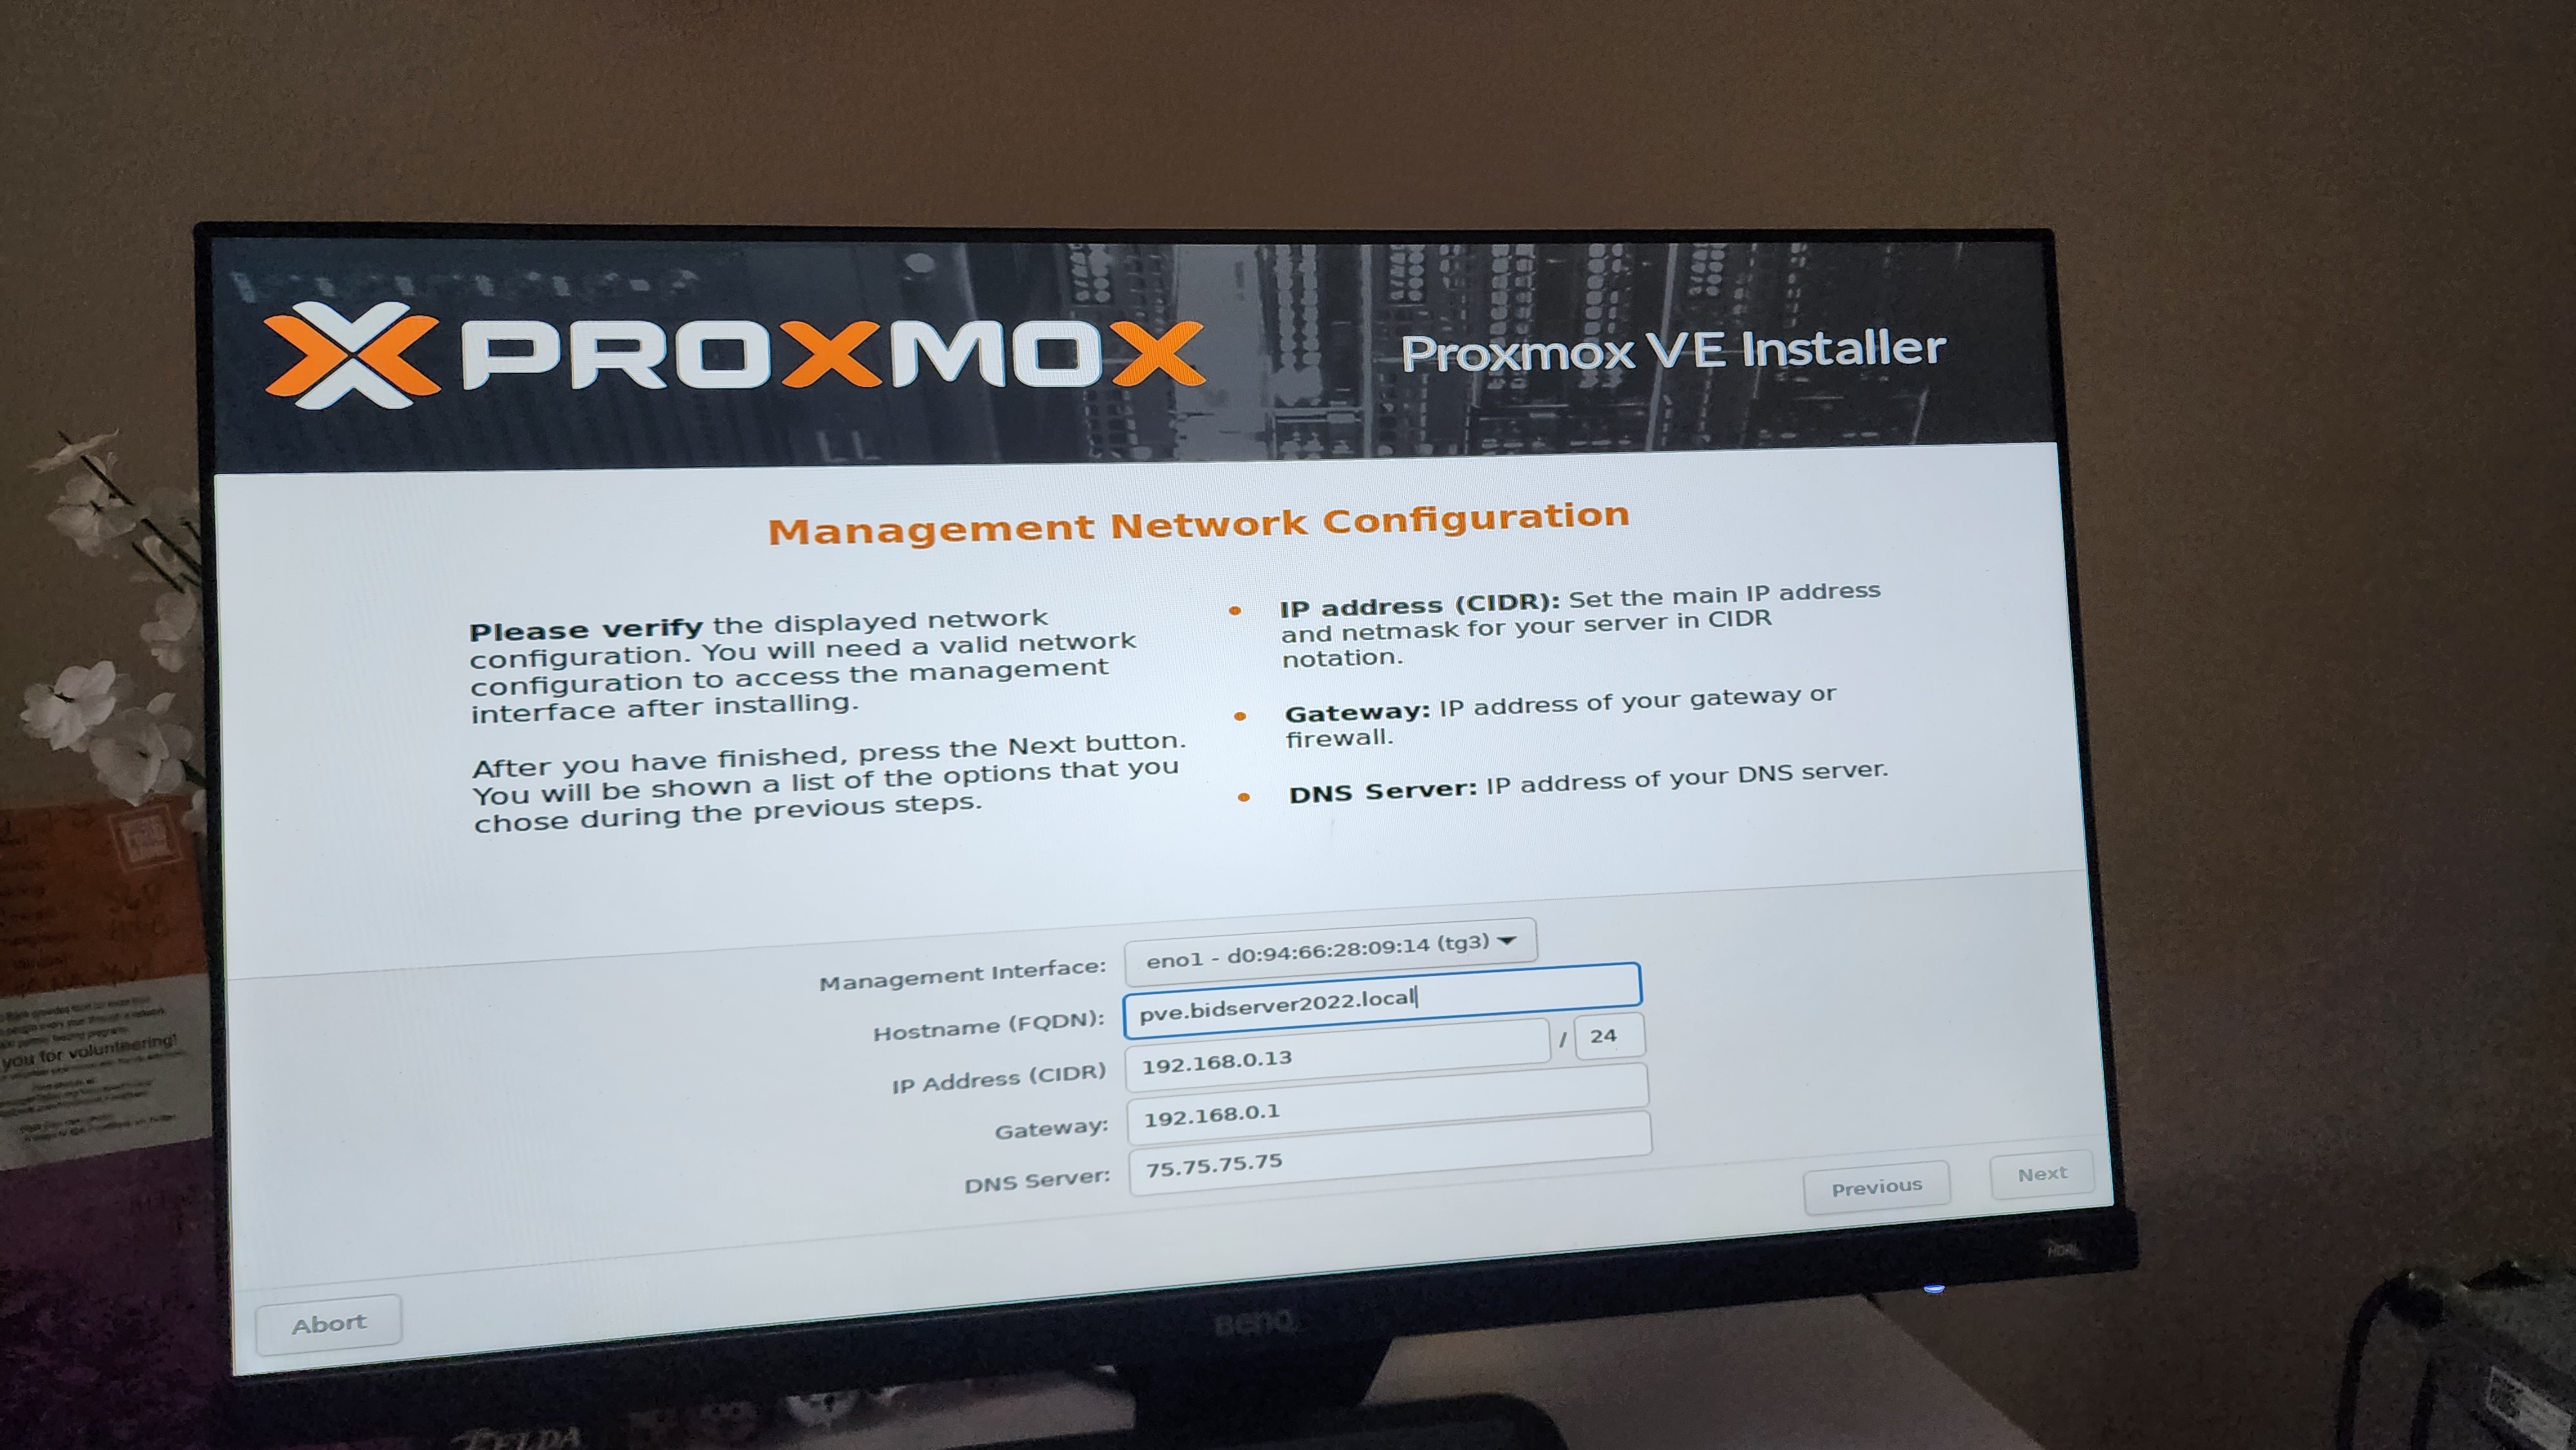 PROXMOX
Proxmox VE Installer
Management Network Configuration
Please verify the displayed network
configuration. You will need a valid network
configuration to access the management
interface after installing.
After you have finished, press the Next button.
You will be shown a list of the options that you
chose during the previous steps.
IP address (CIDR): Set the main IP address
and netmask for your server in CIDR
notation.
Gateway: IP address of your gateway or
firewall.
DNS Server: IP address of your DNS server.
Management Interface: eno1 - d0:94:66:28:09:14 (tg3)
Hostname (FQDN): pve.bidserver2022.local
IP Address (CIDR) 192.168.0.13 / 24
Gateway: 192.168.0.1
DNS Server: 75.75.75.75
Previous Next
Abort
BenQ
HDRi
you for volunteering!
ZELDA